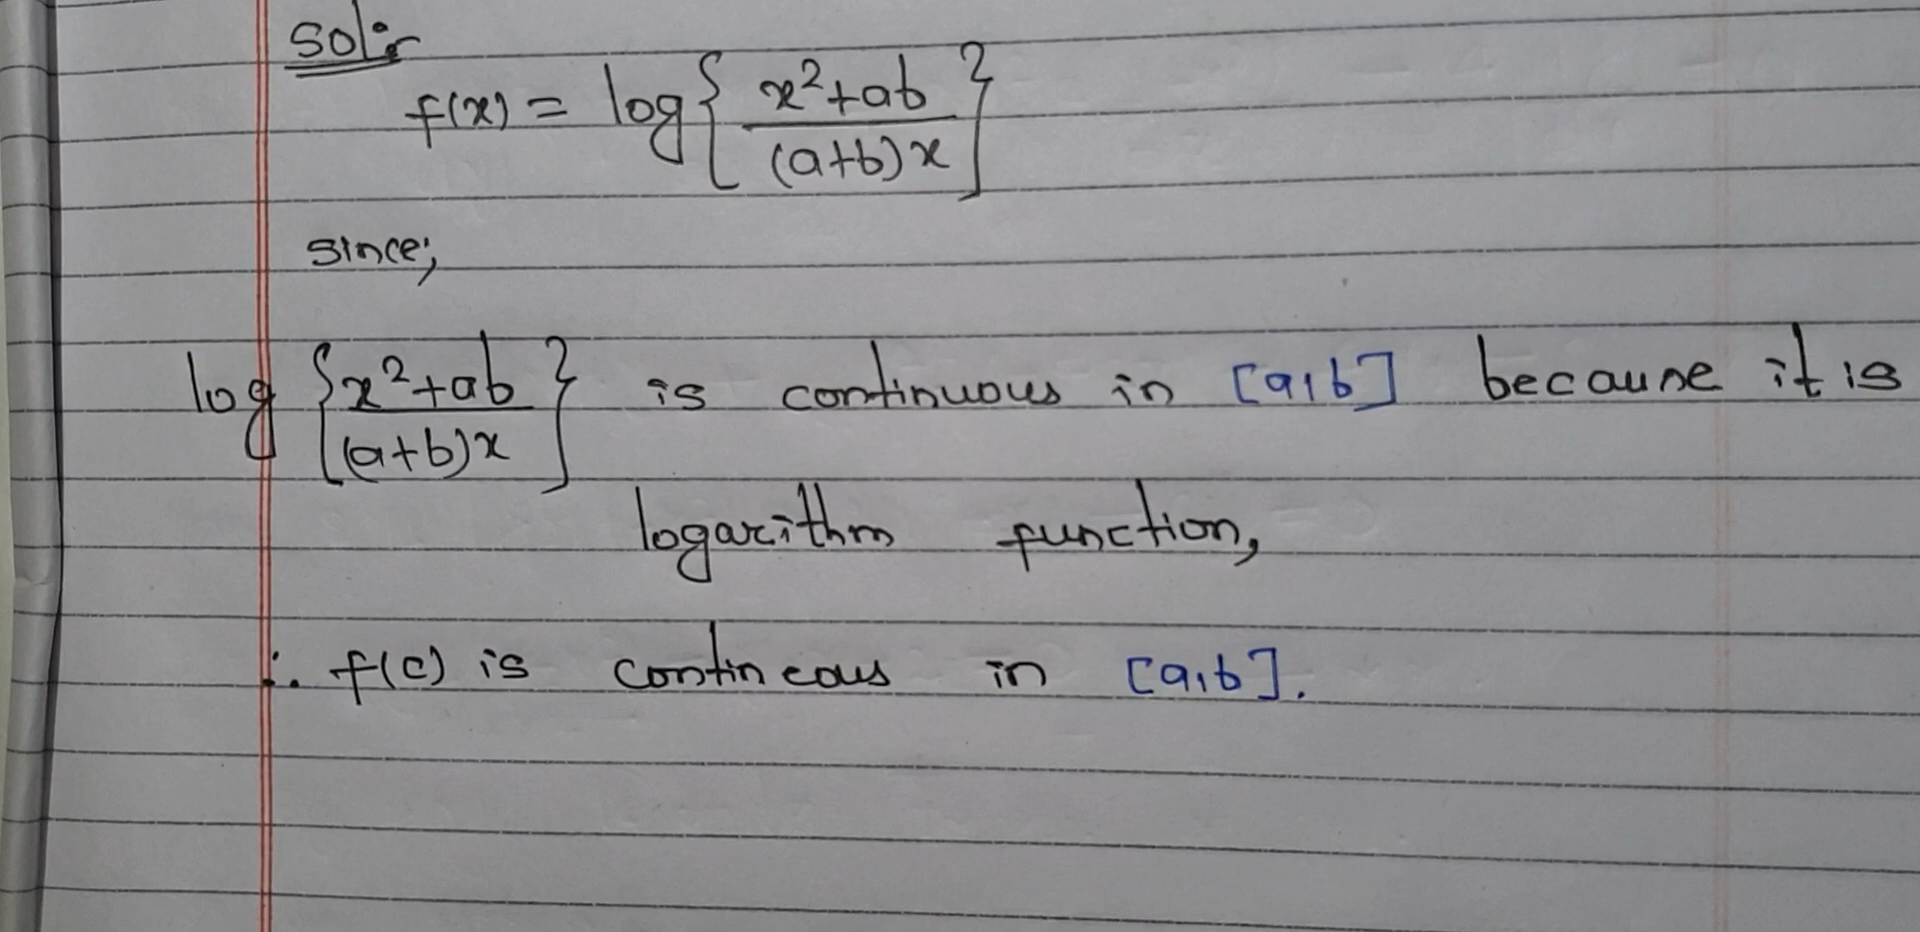 Sol:-
f(x) = log{ x²+ab / (a+b)x }
since;
log { x²+ab / (a+b)x } is continuous in [a,b] because it is
logarithm function,
∴ f(c) is contineous in [a,b].